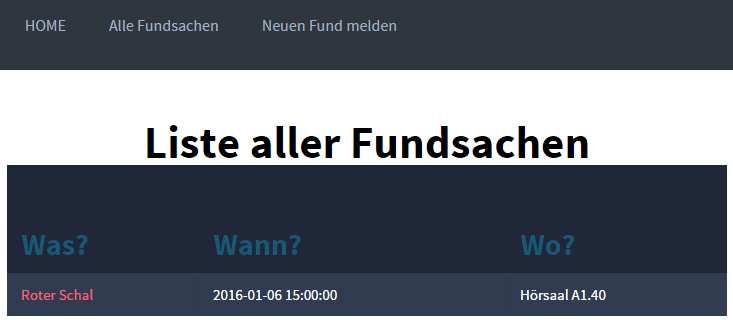 HOME Alle Fundsachen Neuen Fund melden
Liste aller Fundsachen
Was? Wann? Wo?
Roter Schal 2016-01-06 15:00:00 Hörsaal A1.40